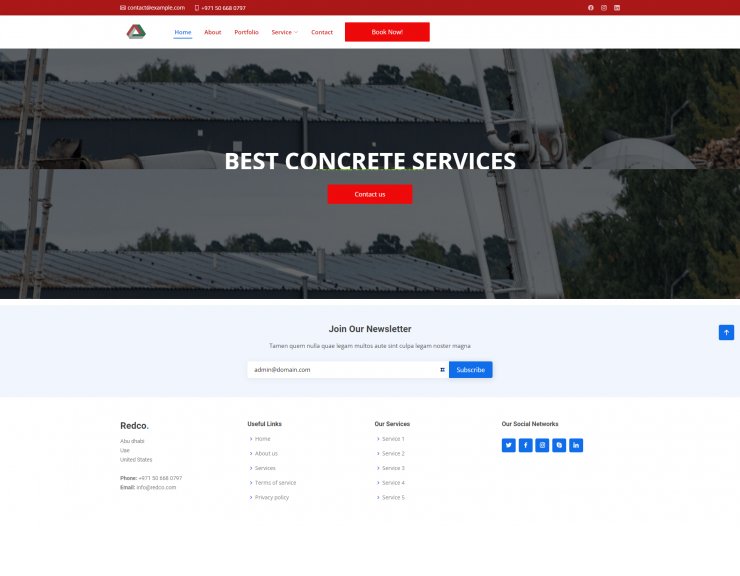 contact@example.com +971 50 668 0797
Home About Portfolio Service Contact Book Now!
BEST CONCRETE SERVICES
Contact us
Join Our Newsletter
Tamen quem nulla quae legam multos aute sint culpa legam noster magna
admin@domain.com Subscribe
Redco.
Abu dhabi
Uae
United States
Phone: +971 50 668 0797
Email: info@redco.com
Useful Links
Home
About us
Services
Terms of service
Privacy policy
Our Services
Service 1
Service 2
Service 3
Service 4
Service 5
Our Social Networks